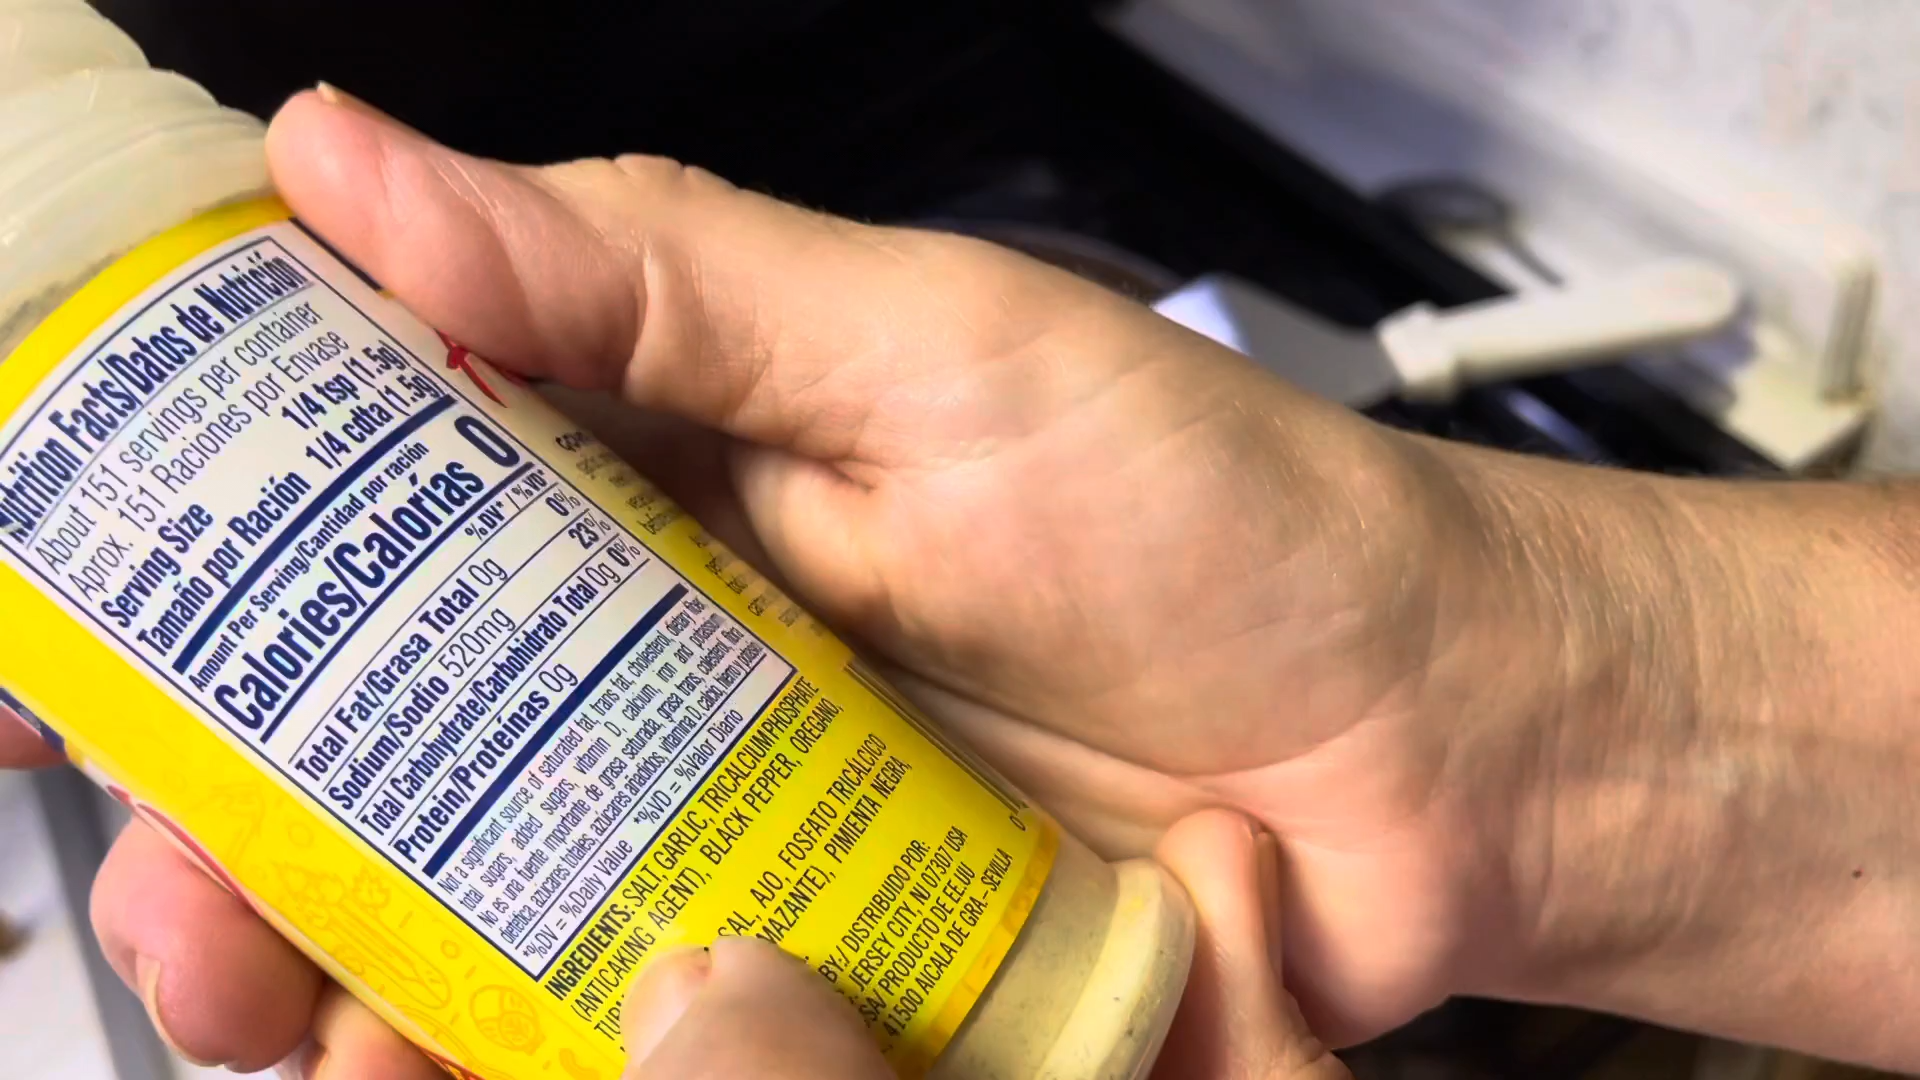 Nutrition Facts/Datos de Nutrición
About 151 servings per container
Aprox. 151 Raciones por Envase
Serving Size 1/4 tsp (1.5g)
Tamaño por Ración 1/4 cdta (1.5g)
Amount Per Serving/Cantidad por ración
Calories/Calorías 0
%DV* / %VD*
Total Fat/Grasa Total 0g 0%
Sodium/Sodio 520mg 23%
Total Carbohydrate/Carbohidrato Total 0g 0%
Protein/Proteínas 0g
Not a significant source of saturated fat, trans fat, cholesterol, dietary fiber,
total sugars, added sugars, vitamin D, calcium, iron and potassium
No es una fuente importante de grasa saturada, grasa trans, colesterol, fibra
dietética, azúcares totales, azúcares añadidos, vitamina D, calcio, hierro y potasio.
*%DV = %Daily Value *%VD = %Valor Diario
INGREDIENTS: SALT, GARLIC, TRICALCIUM PHOSPHATE
(ANTICAKING AGENT), BLACK PEPPER, OREGANO,
SAL, AJO, FOSFATO TRICÁLCICO
PIMIENTA NEGRA,
BY:/ DISTRIBUIDO POR:
JERSEY CITY, NJ 07307 USA
PRODUCTO DE EE.UU
41500 AlCALA DE GRA.-SEVILLA